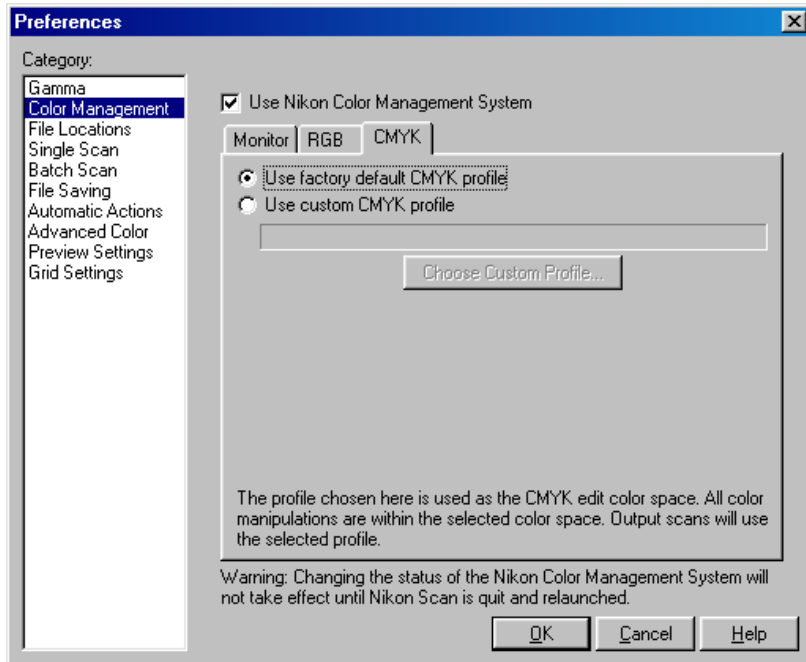 Preferences
Category:
Gamma
Color Management
File Locations
Single Scan
Batch Scan
File Saving
Automatic Actions
Advanced Color
Preview Settings
Grid Settings
Use Nikon Color Management System
Monitor
RGB
CMYK
Use factory default CMYK profile
Use custom CMYK profile
Choose Custom Profile...
The profile chosen here is used as the CMYK edit color space. All color
manipulations are within the selected color space. Output scans will use
the selected profile.
Warning: Changing the status of the Nikon Color Management System will
not take effect until Nikon Scan is quit and relaunched.
OK
Cancel
Help